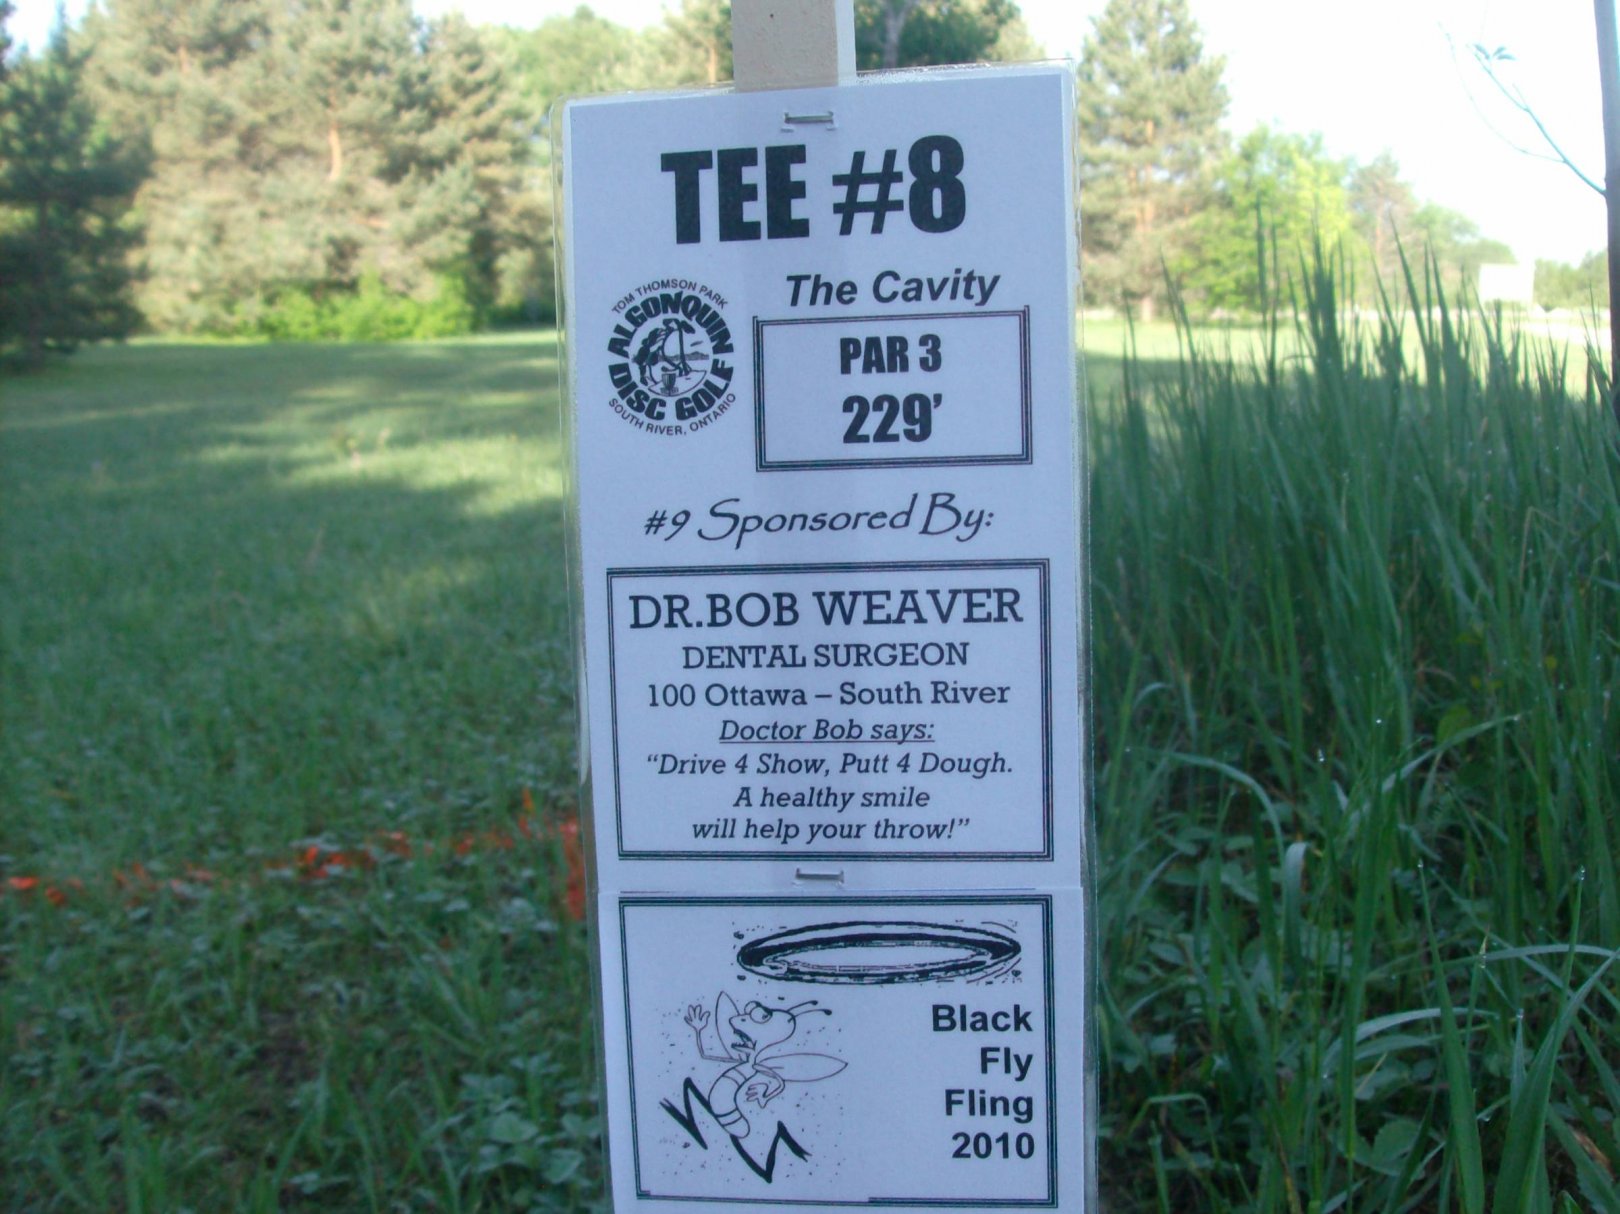 TEE #8
The Cavity
TOM THOMSON PARK
ALGONQUIN
DISC GOLF
SOUTH RIVER, ONTARIO
PAR 3
229'
#9 Sponsored By:
DR.BOB WEAVER
DENTAL SURGEON
100 Ottawa – South River
Doctor Bob says:
“Drive 4 Show, Putt 4 Dough.
A healthy smile
will help your throw!”
Black
Fly
Fling
2010